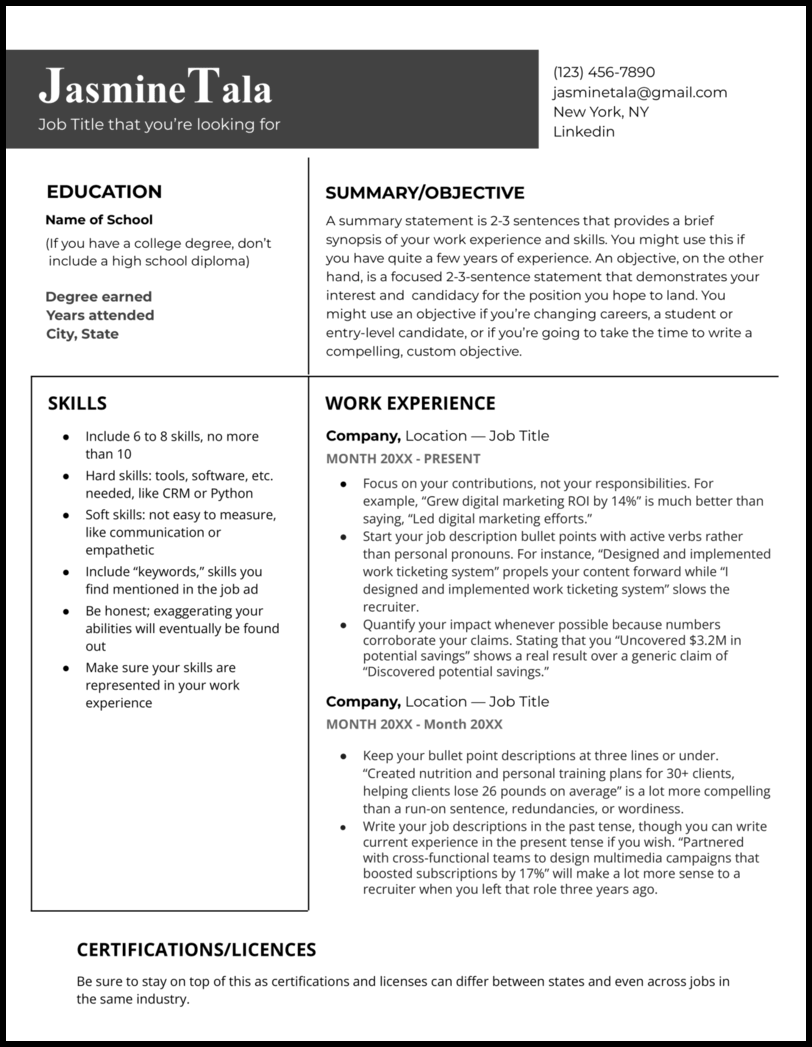 JasmineTala
Job Title that you’re looking for
(123) 456-7890
jasminetala@gmail.com
New York, NY
Linkedin
EDUCATION
Name of School
(If you have a college degree, don’t
include a high school diploma)
Degree earned
Years attended
City, State
SUMMARY/OBJECTIVE
A summary statement is 2-3 sentences that provides a brief
synopsis of your work experience and skills. You might use this if
you have quite a few years of experience. An objective, on the other
hand, is a focused 2-3-sentence statement that demonstrates your
interest and candidacy for the position you hope to land. You
might use an objective if you’re changing careers, a student or
entry-level candidate, or if you’re going to take the time to write a
compelling, custom objective.
SKILLS
● Include 6 to 8 skills, no more
than 10
● Hard skills: tools, software, etc.
needed, like CRM or Python
● Soft skills: not easy to measure,
like communication or
empathetic
● Include “keywords,” skills you
find mentioned in the job ad
● Be honest; exaggerating your
abilities will eventually be found
out
● Make sure your skills are
represented in your work
experience
WORK EXPERIENCE
Company, Location — Job Title
MONTH 20XX - PRESENT
● Focus on your contributions, not your responsibilities. For
example, “Grew digital marketing ROI by 14%” is much better than
saying, “Led digital marketing efforts.”
● Start your job description bullet points with active verbs rather
than personal pronouns. For instance, “Designed and implemented
work ticketing system” propels your content forward while “I
designed and implemented work ticketing system” slows the
recruiter.
● Quantify your impact whenever possible because numbers
corroborate your claims. Stating that you “Uncovered $3.2M in
potential savings” shows a real result over a generic claim of
“Discovered potential savings.”
Company, Location — Job Title
MONTH 20XX - Month 20XX
● Keep your bullet point descriptions at three lines or under.
“Created nutrition and personal training plans for 30+ clients,
helping clients lose 26 pounds on average” is a lot more compelling
than a run-on sentence, redundancies, or wordiness.
● Write your job descriptions in the past tense, though you can write
current experience in the present tense if you wish. “Partnered
with cross-functional teams to design multimedia campaigns that
boosted subscriptions by 17%” will make a lot more sense to a
recruiter when you left that role three years ago.
CERTIFICATIONS/LICENCES
Be sure to stay on top of this as certifications and licenses can differ between states and even across jobs in
the same industry.